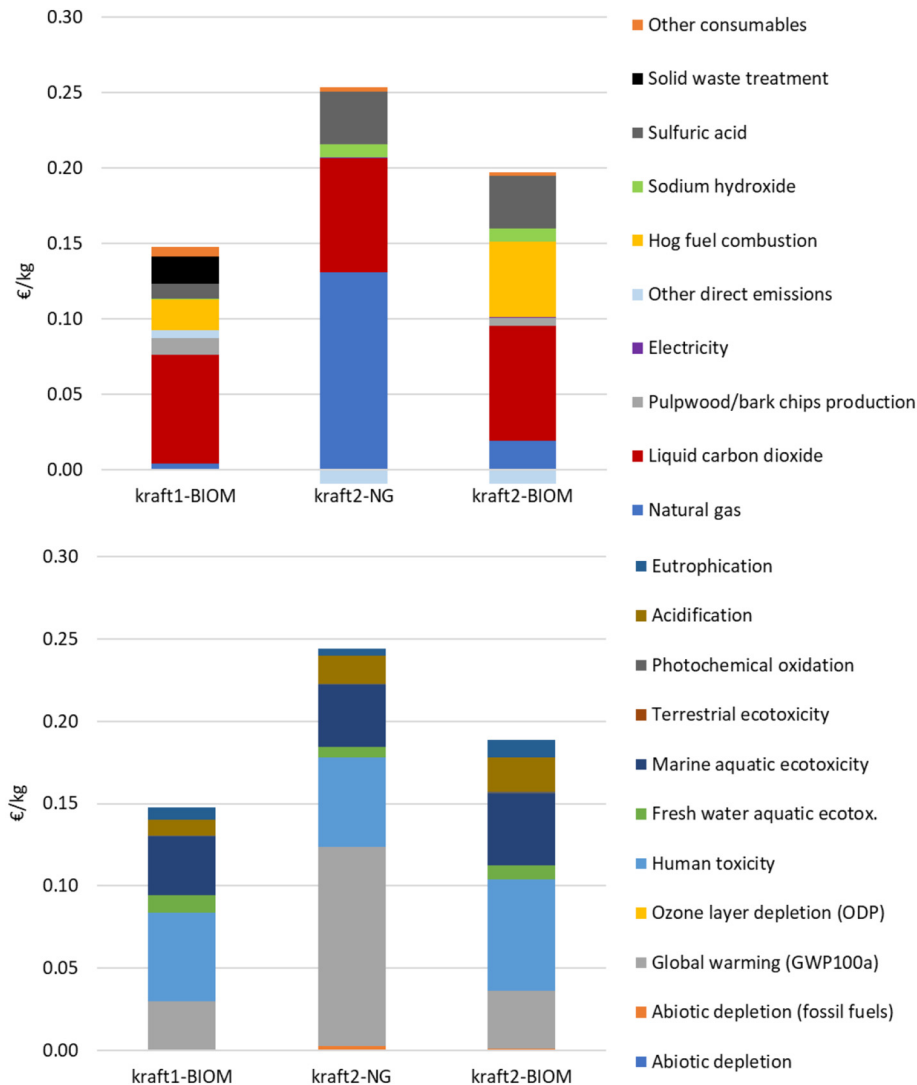 0.30
0.25
0.20
0.15
0.10
0.05
0.00
€/kg
kraft1-BIOM
kraft2-NG
kraft2-BIOM
Other consumables
Solid waste treatment
Sulfuric acid
Sodium hydroxide
Hog fuel combustion
Other direct emissions
Electricity
Pulpwood/bark chips production
Liquid carbon dioxide
Natural gas
0.30
0.25
0.20
0.15
0.10
0.05
0.00
€/kg
kraft1-BIOM
kraft2-NG
kraft2-BIOM
Eutrophication
Acidification
Photochemical oxidation
Terrestrial ecotoxicity
Marine aquatic ecotoxicity
Fresh water aquatic ecotox.
Human toxicity
Ozone layer depletion (ODP)
Global warming (GWP100a)
Abiotic depletion (fossil fuels)
Abiotic depletion